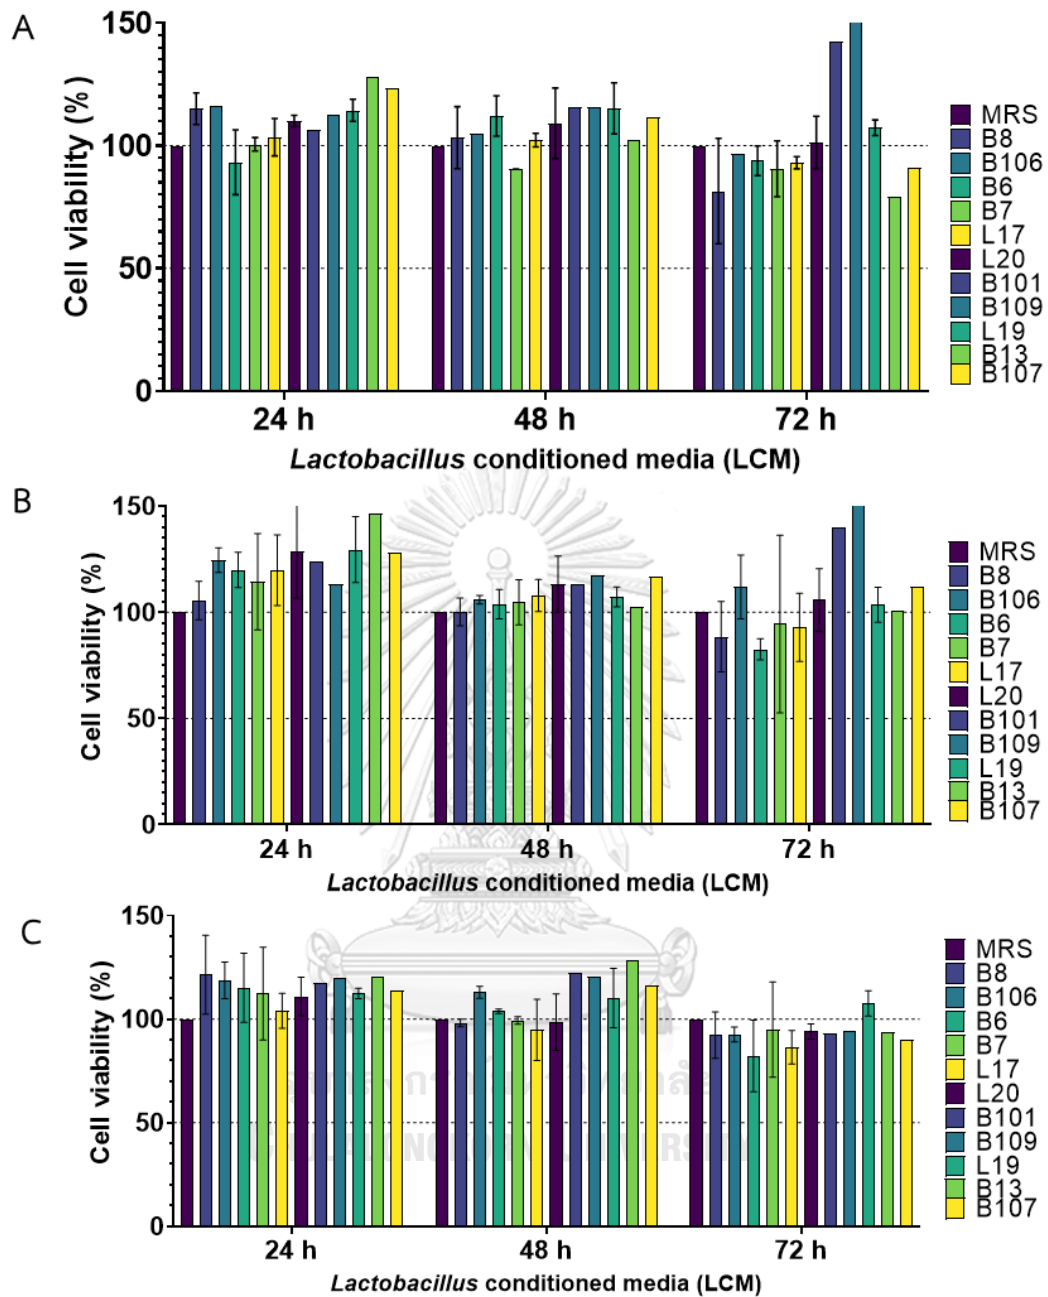 A
150
100
50
0
Cell viability (%)
24 h
48 h
72 h
Lactobacillus conditioned media (LCM)
MRS
B8
B106
B6
B7
L17
L20
B101
B109
L19
B13
B107
B
150
100
50
0
Cell viability (%)
24 h
48 h
72 h
Lactobacillus conditioned media (LCM)
MRS
B8
B106
B6
B7
L17
L20
B101
B109
L19
B13
B107
C
150
100
50
0
Cell viability (%)
24 h
48 h
72 h
Lactobacillus conditioned media (LCM)
MRS
B8
B106
B6
B7
L17
L20
B101
B109
L19
B13
B107